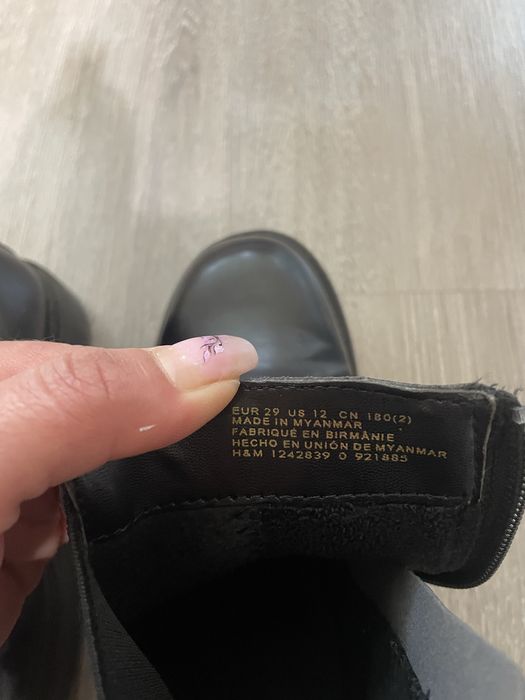 EUR 29 US 12 CN 180(2)
MADE IN MYANMAR
FABRIQUÉ EN BIRMANIE
HECHO EN UNIÓN DE MYANMAR
H&M 1242839 0 921885